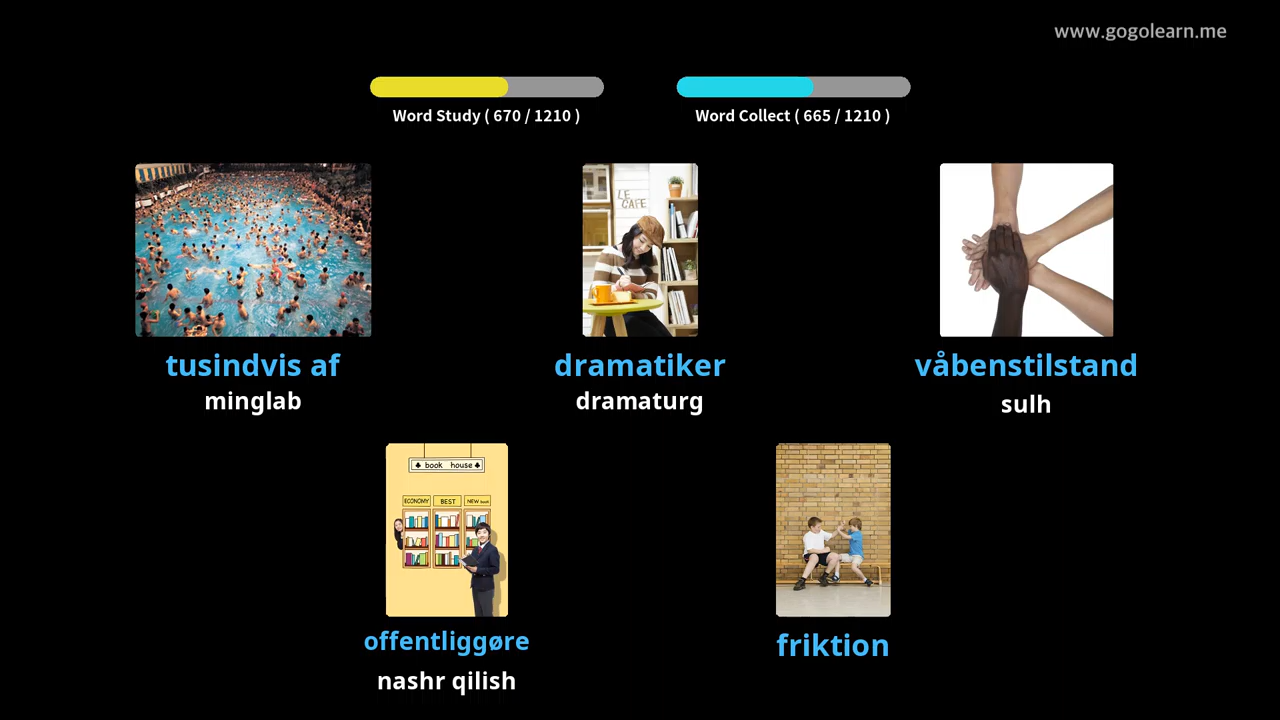 www.gogolearn.me
Word Study ( 670 / 1210 )
Word Collect ( 665 / 1210 )
LE CAFE
tusindvis af
minglab
dramatiker
dramaturg
våbenstilstand
sulh
book house
ECONOMY
BEST
NEW book
offentliggøre
nashr qilish
friktion